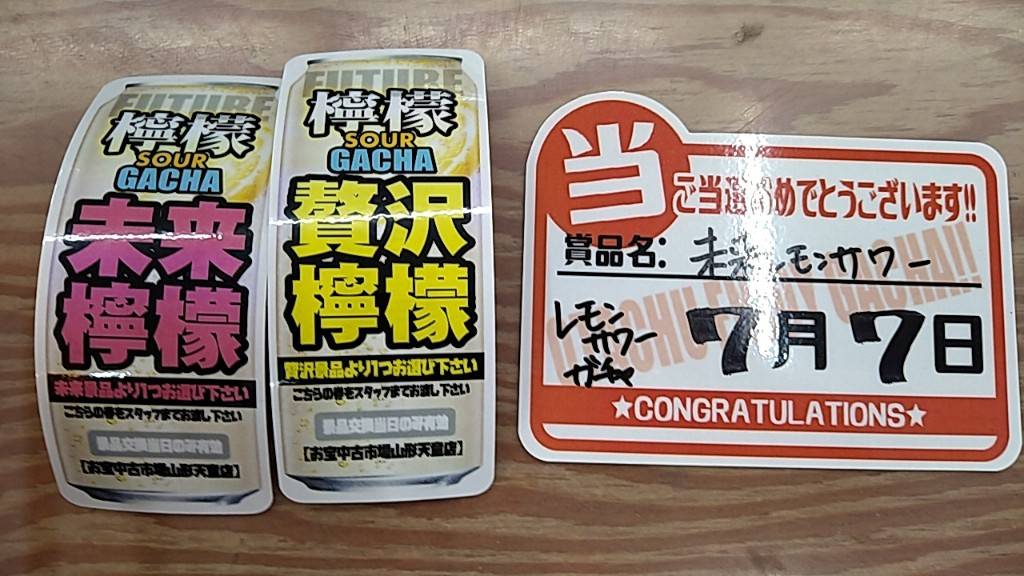 FUTURE
檸檬
SOUR
GACHA
未来
檸檬
未来景品より1つお選び下さい
こちらの券をスタッフまでお渡し下さい
景品交換当日のみ有効
【お宝中古市場山形天童店】
FUTURE
檸檬
SOUR
GACHA
贅沢
檸檬
贅沢景品より1つお選び下さい
こちらの券をスタッフまでお渡し下さい
景品交換当日のみ有効
【お宝中古市場山形天童店】
当
ご当選おめでとうございます!!
賞品名: 未来レモンサワー
レモン
サワー
ガチャ
7月7日
★CONGRATULATIONS★